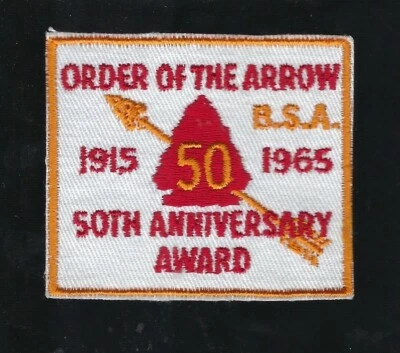 ORDER OF THE ARROW
B.S.A.
1915 50 1965
50TH ANNIVERSARY
AWARD